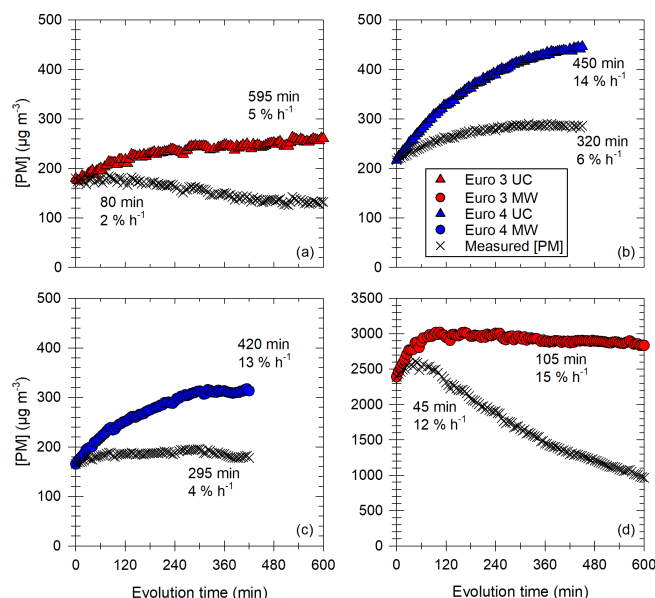 500
400
300
200
100
0
[PM] (µg m-3)
595 min
5 % h-1
80 min
2 % h-1
(a)
500
400
300
200
100
0
450 min
14 % h-1
320 min
6 % h-1
Euro 3 UC
Euro 3 MW
Euro 4 UC
Euro 4 MW
Measured [PM]
(b)
500
400
300
200
100
0
[PM] (µg m-3)
420 min
13 % h-1
295 min
4 % h-1
(c)
0 120 240 360 480 600
Evolution time (min)
3500
3000
2500
2000
1500
1000
500
0
105 min
15 % h-1
45 min
12 % h-1
(d)
0 120 240 360 480 600
Evolution time (min)